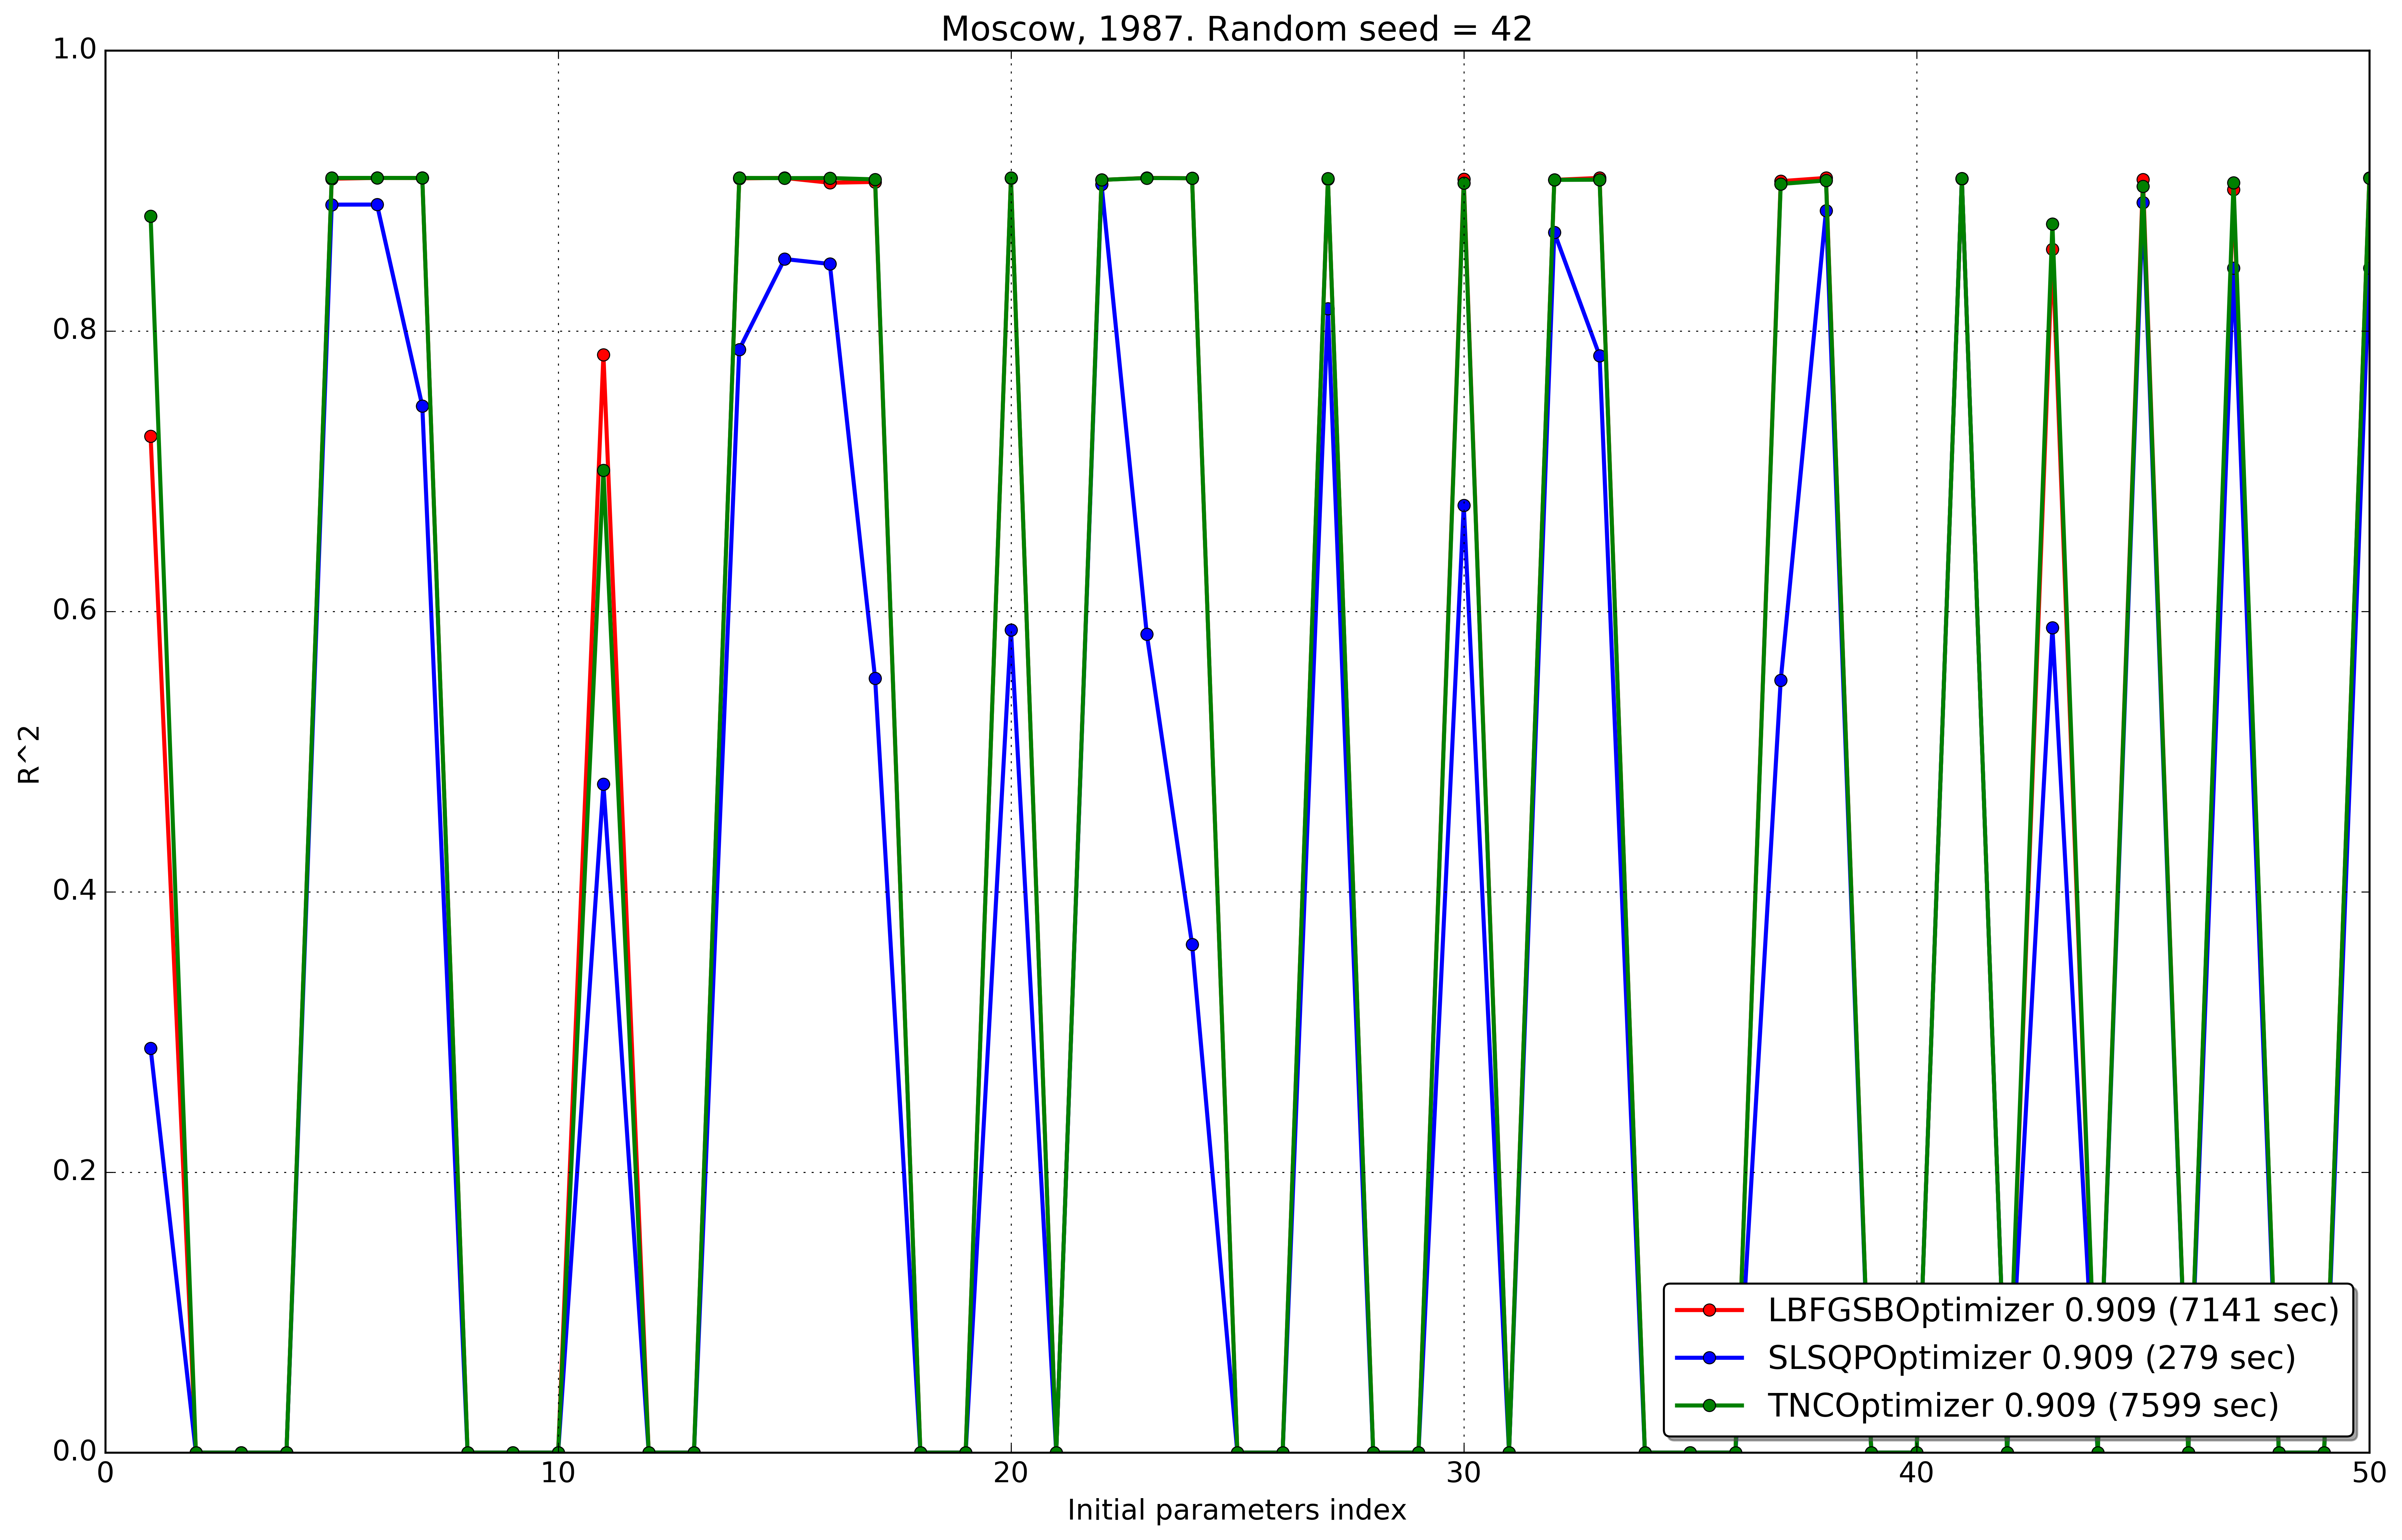 Moscow, 1987. Random seed = 42
1.0
0.8
0.6
0.4
0.2
0.0
R^2
0 10 20 30 40 50
Initial parameters index
LBFGSBOptimizer 0.909 (7141 sec)
SLSQPOptimizer 0.909 (279 sec)
TNCOptimizer 0.909 (7599 sec)